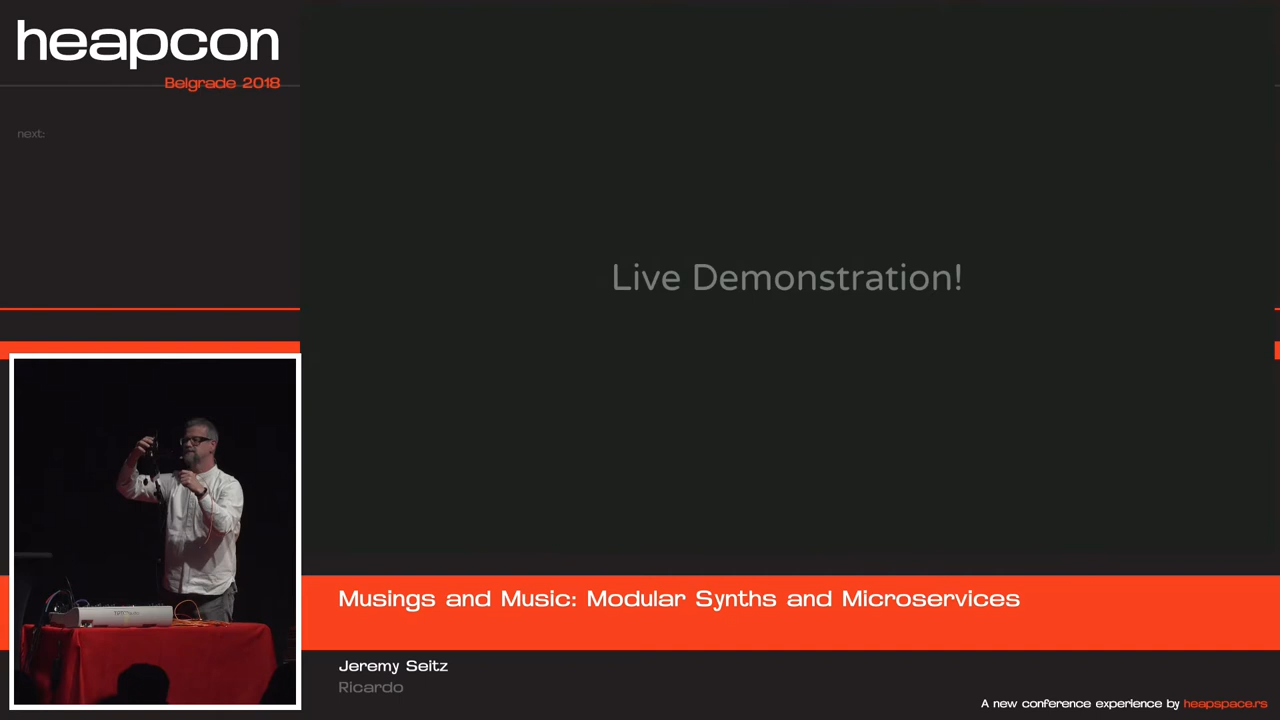 heapcon
Belgrade 2018
next:
Live Demonstration!
Musings and Music: Modular Synths and Microservices
Jeremy Seitz
Ricardo
A new conference experience by heapspace.rs